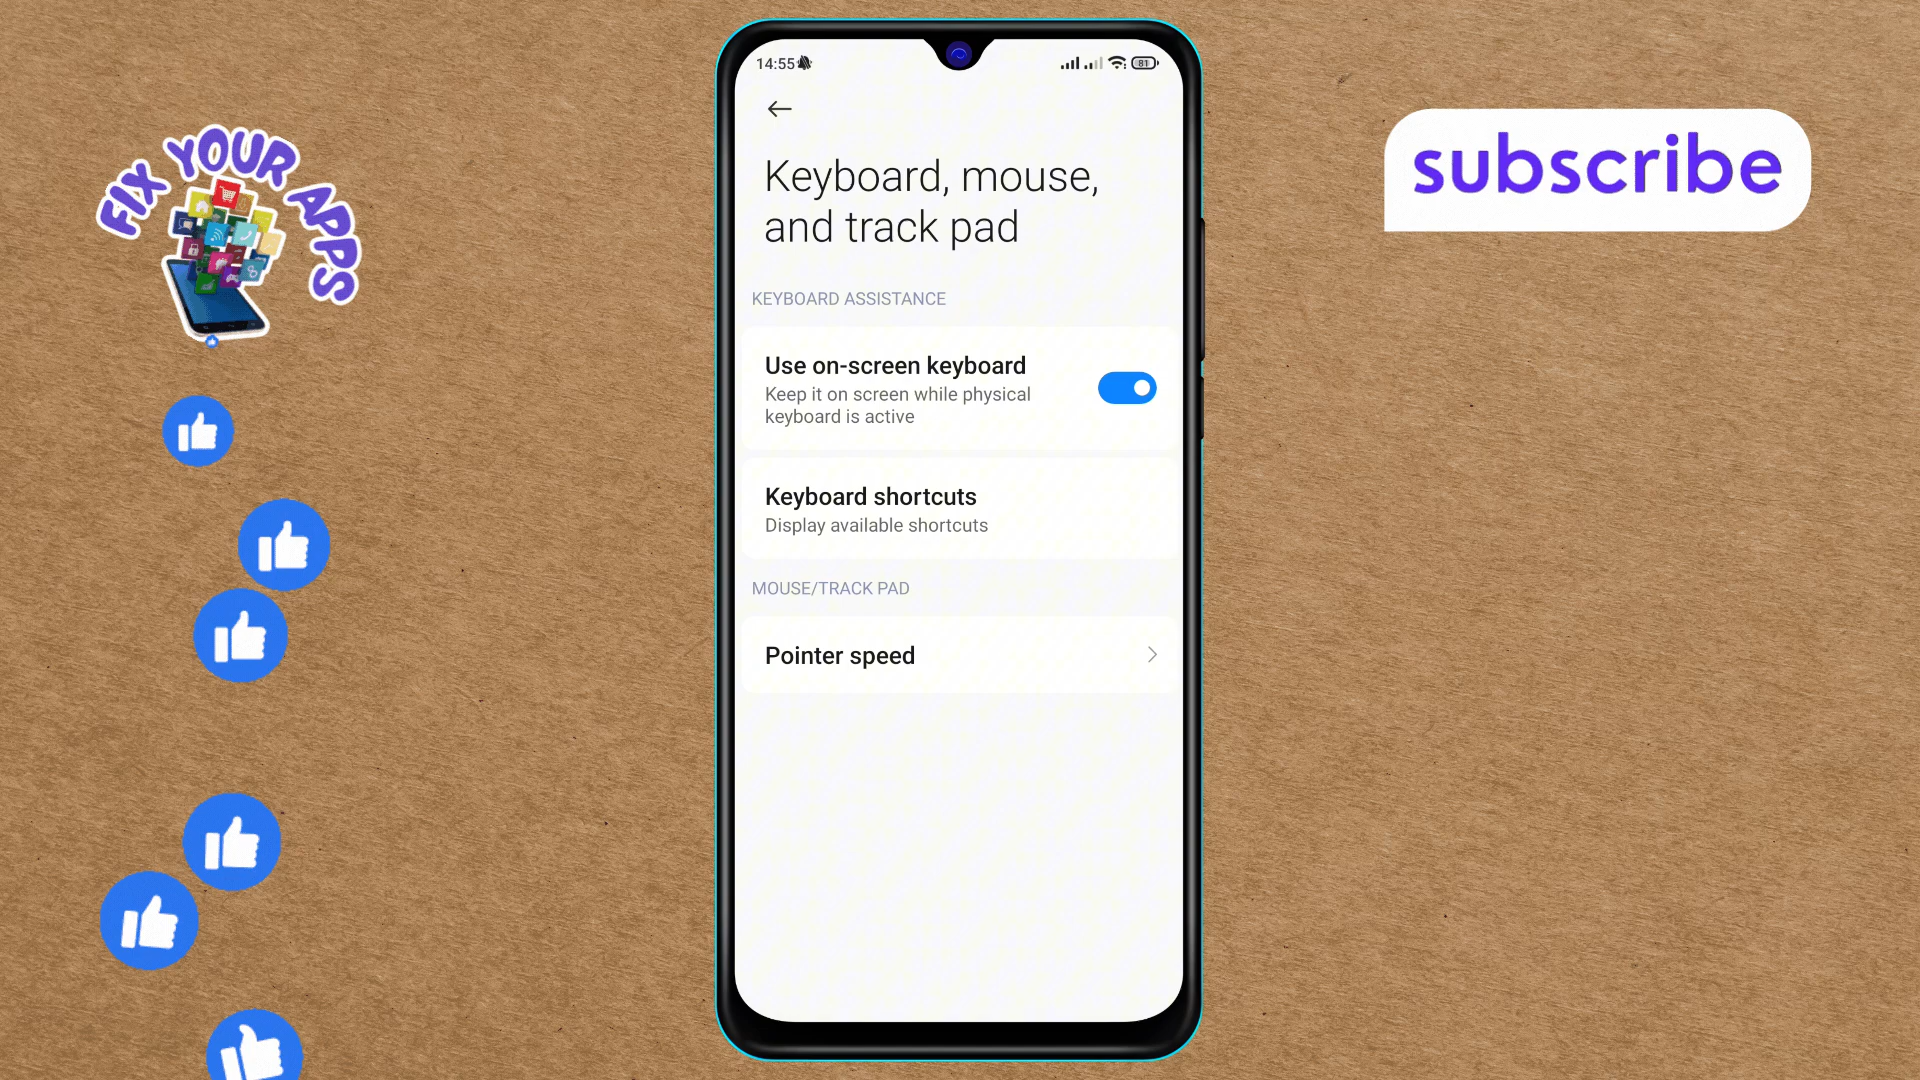 FIX YOUR APPS
subscribe
14:55
81
Keyboard, mouse,
and track pad
KEYBOARD ASSISTANCE
Use on-screen keyboard
Keep it on screen while physical
keyboard is active
Keyboard shortcuts
Display available shortcuts
MOUSE/TRACK PAD
Pointer speed